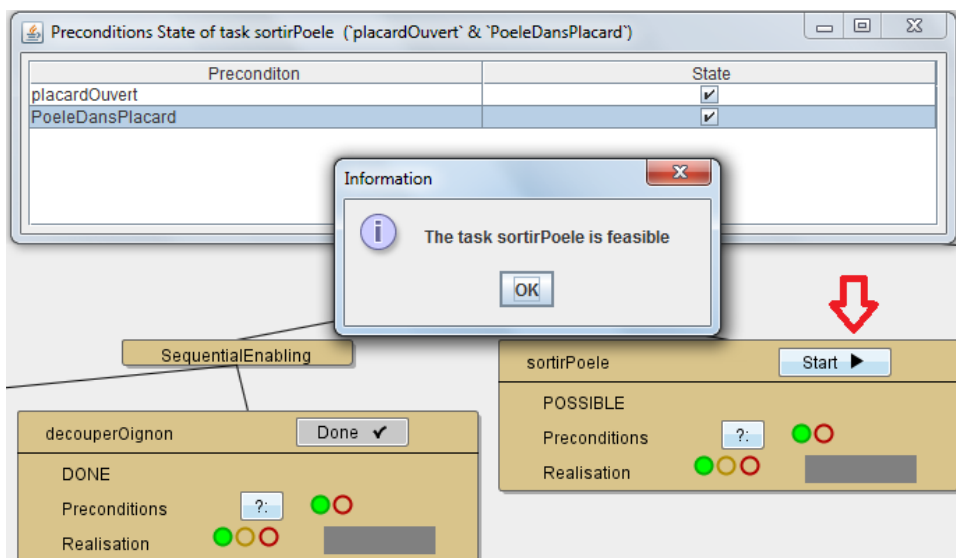 Preconditions State of task sortirPoele (`placardOuvert` & `PoeleDansPlacard`)
Preconditon State
placardOuvert
PoeleDansPlacard
Information
The task sortirPoele is feasible
OK
SequentialEnabling
sortirPoele Start
POSSIBLE
Preconditions ?:
Realisation
decouperOignon Done
DONE
Preconditions ?:
Realisation